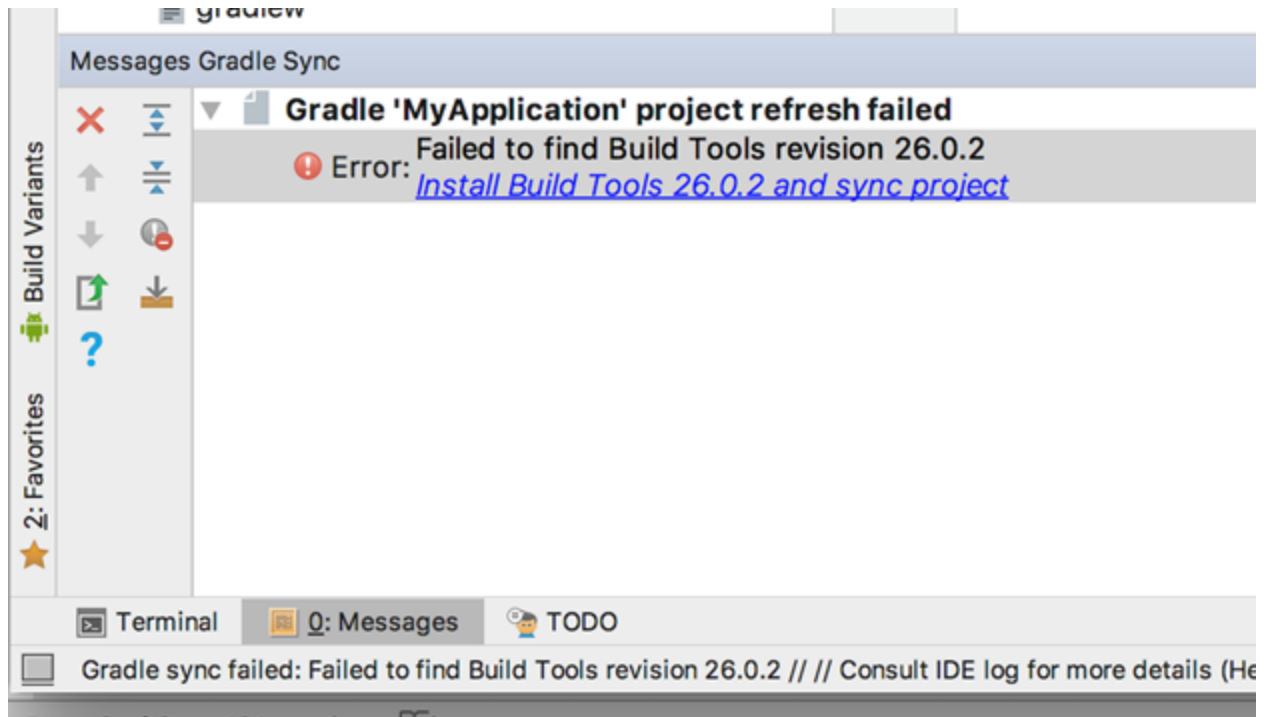 gradlew
Messages Gradle Sync
Gradle 'MyApplication' project refresh failed
Error: Failed to find Build Tools revision 26.0.2
Install Build Tools 26.0.2 and sync project
Build Variants
2: Favorites
Terminal
0: Messages
TODO
Gradle sync failed: Failed to find Build Tools revision 26.0.2 // // Consult IDE log for more details (He